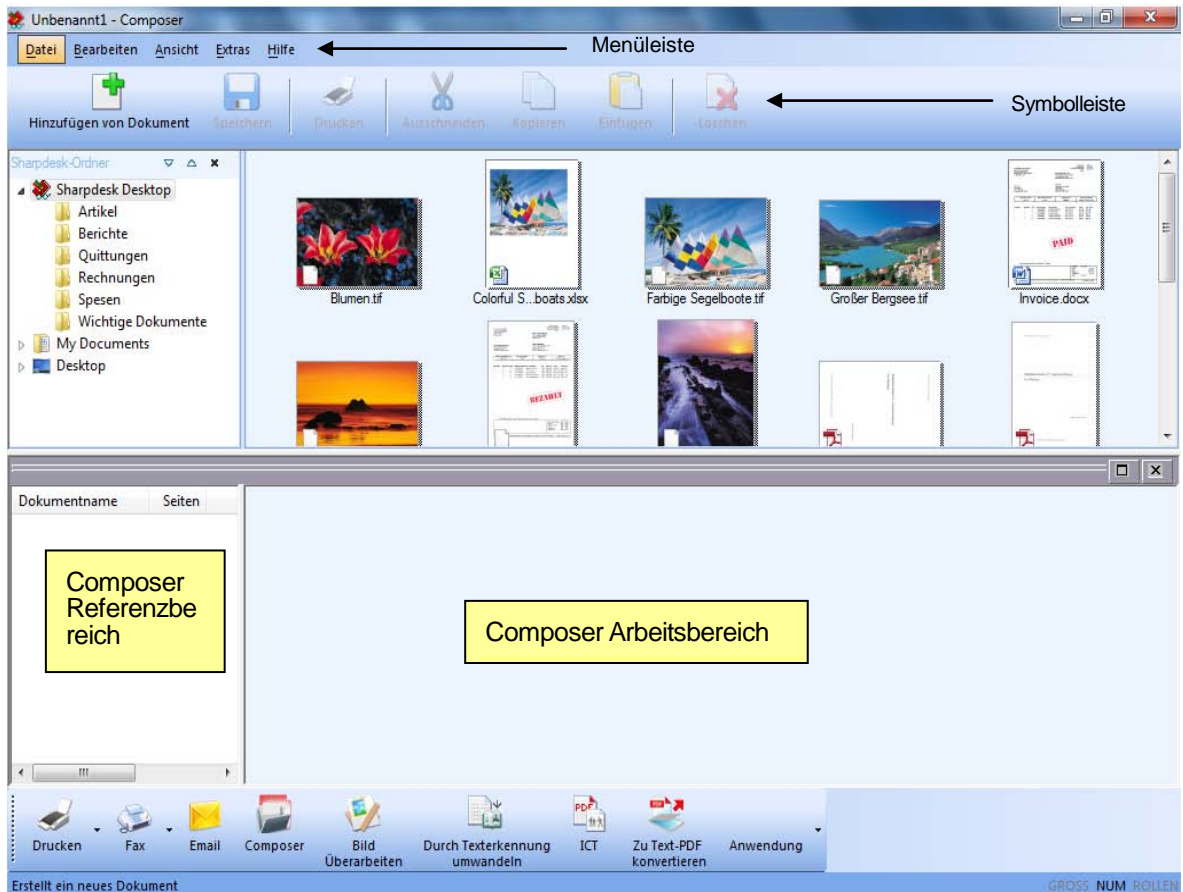 Unbenannt1 - Composer
Datei Bearbeiten Ansicht Extras Hilfe
Menüleiste
Hinzufügen von Dokument Speichern Drucken Ausschneiden Kopieren Einfügen Löschen
Symbolleiste
Sharpdesk-Ordner
Sharpdesk Desktop
Artikel
Berichte
Quittungen
Rechnungen
Spesen
Wichtige Dokumente
My Documents
Desktop
Blumen.tif
Colorful S...boats.xlsx
Farbige Segelboote.tif
Großer Bergsee.tif
PAID
Invoice.docx
BEZAHLT
Dokumentname Seiten
Composer
Referenzbe
reich
Composer Arbeitsbereich
Drucken
Fax
Email
Composer
Bild
Überarbeiten
Durch Texterkennung
umwandeln
PDF
ICT
PDF
Zu Text-PDF
konvertieren
Anwendung
Erstellt ein neues Dokument
GROSS NUM ROLLEN